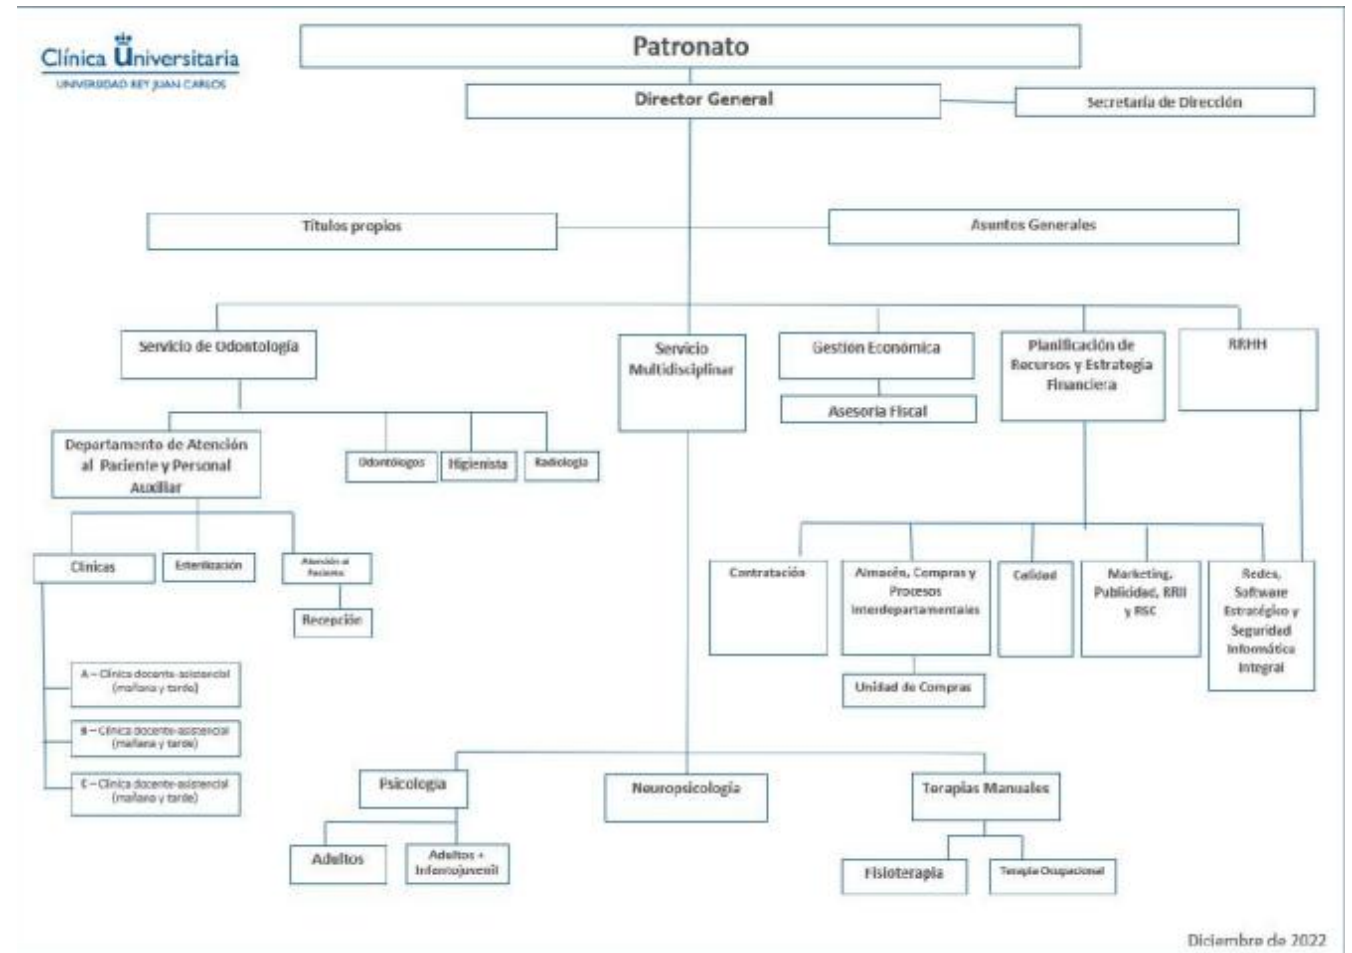 Clínica Universitaria
UNIVERSIDAD REY JUAN CARLOS
Patronato
Director General
Secretaría de Dirección
Títulos propios
Asuntos Generales
Servicio de Odontología
Servicio
Multidisciplinar
Gestión Económica
Asesoría Fiscal
Planificación de
Recursos y Estrategia
Financiera
RRHH
Departamento de Atención
al Paciente y Personal
Auxiliar
Odontólogos
Higienista
Radiología
Clínicas
Esterilización
Atención al
Paciente
Recepción
A – Clínica docente-asistencial
(mañana y tarde)
B – Clínica docente-asistencial
(mañana y tarde)
C – Clínica docente-asistencial
(mañana y tarde)
Contratación
Almacén, Compras y
Procesos
Interdepartamentales
Unidad de Compras
Calidad
Marketing,
Publicidad, RRII
y RSC
Redes,
Software
Estratégico y
Seguridad
Informática
Integral
Psicología
Adultos
Adultos +
Infantojuvenil
Neuropsicología
Terapias Manuales
Fisioterapia
Terapia Ocupacional
Diciembre de 2022